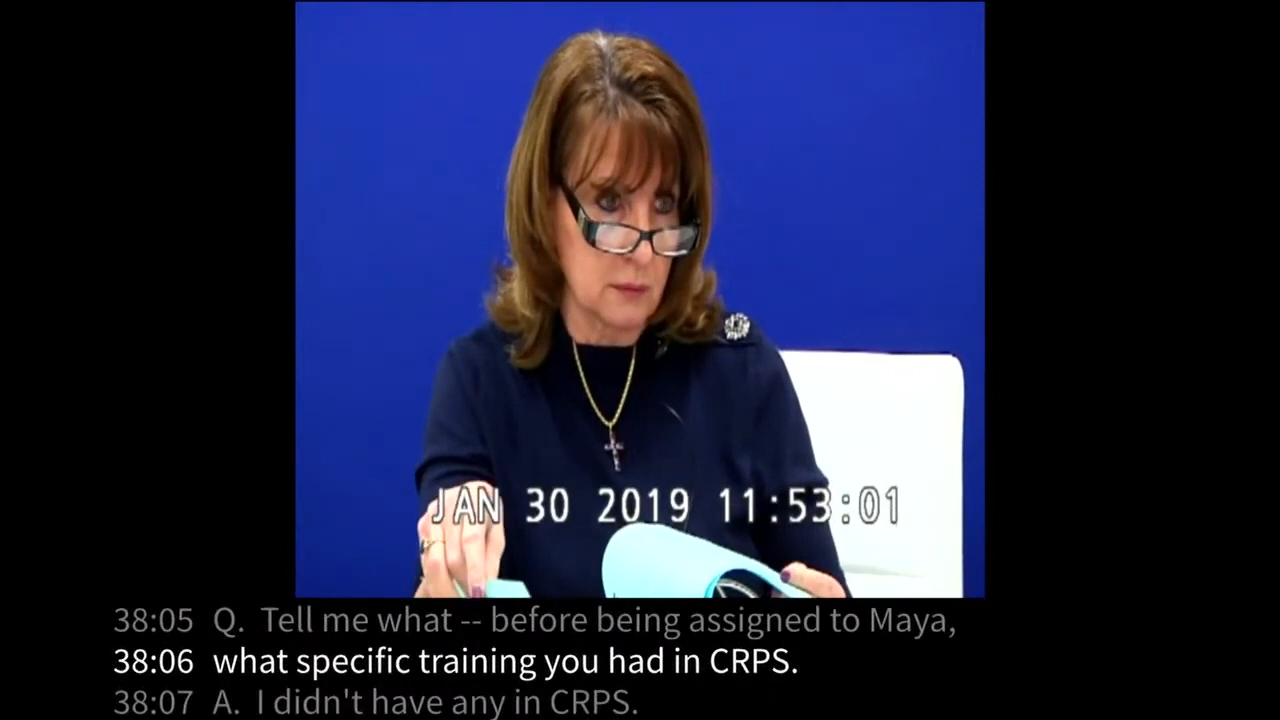 JAN 30 2019 11:53:01
38:05 Q. Tell me what -- before being assigned to Maya,
38:06 what specific training you had in CRPS.
38:07 A. I didn't have any in CRPS.